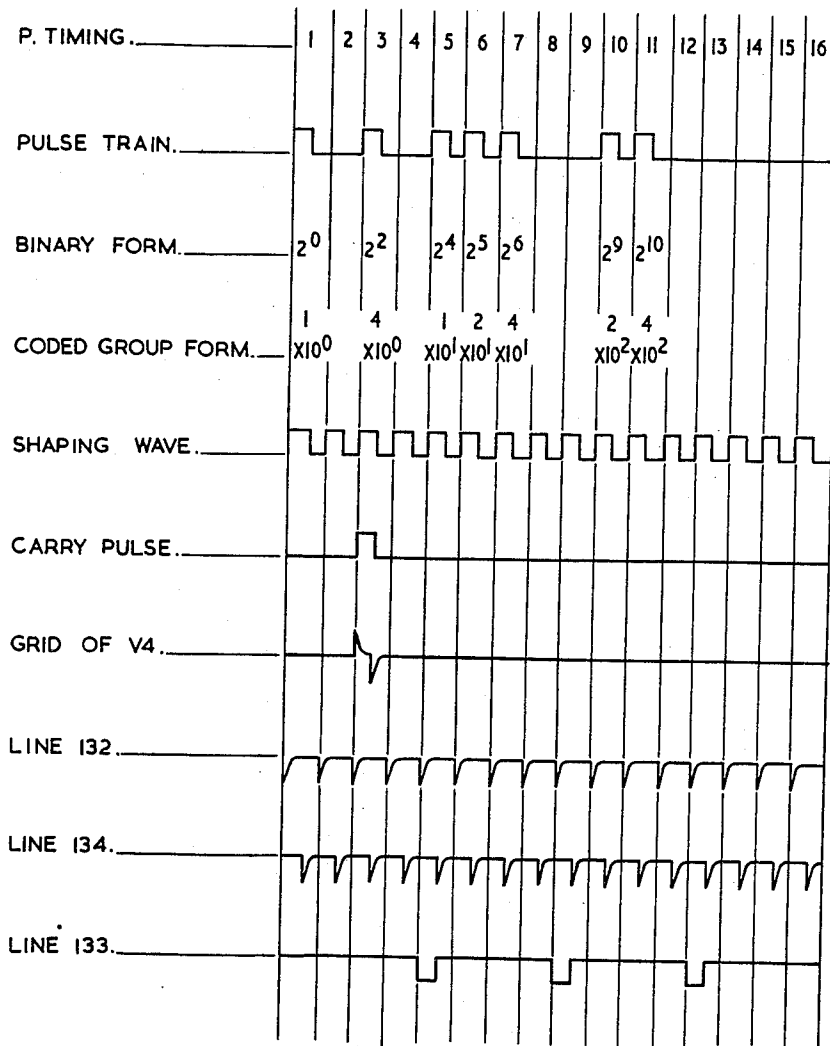 P. TIMING. 1 2 3 4 5 6 7 8 9 10 11 12 13 14 15 16
PULSE TRAIN.
BINARY FORM. 2⁰ 2² 2⁴ 2⁵ 2⁶ 2⁹ 2¹⁰
1 4 1 2 4 2 4
CODED GROUP FORM. X10⁰ X10⁰ X10¹ X10¹ X10¹ X10² X10²
SHAPING WAVE.
CARRY PULSE.
GRID OF V4.
LINE 132.
LINE 134.
LINE 133.